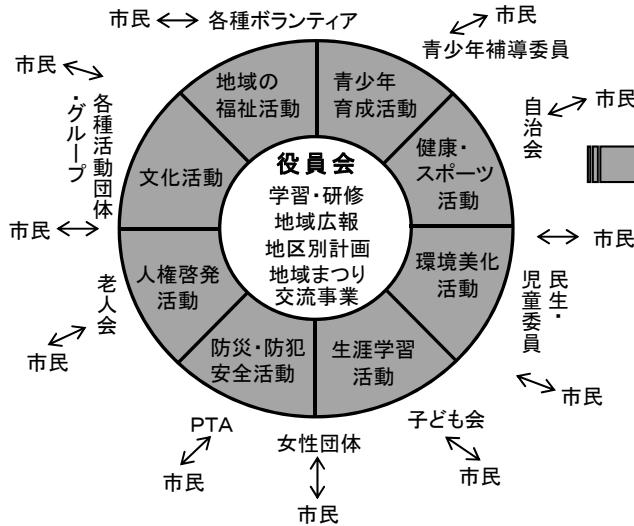 市民
各種ボランティア
市民
青少年補導委員
市民
各種活動団体
・グループ
自治会
市民
地域の
福祉活動
青少年
育成活動
文化活動
健康・
スポーツ
活動
役員会
学習・研修
地域広報
地区別計画
地域まつり
交流事業
市民
市民
人権啓発
活動
環境美化
活動
老人会
民生・
児童委員
市民
防災・防犯
安全活動
生涯学習
活動
市民
PTA
女性団体
子ども会
市民
市民
市民